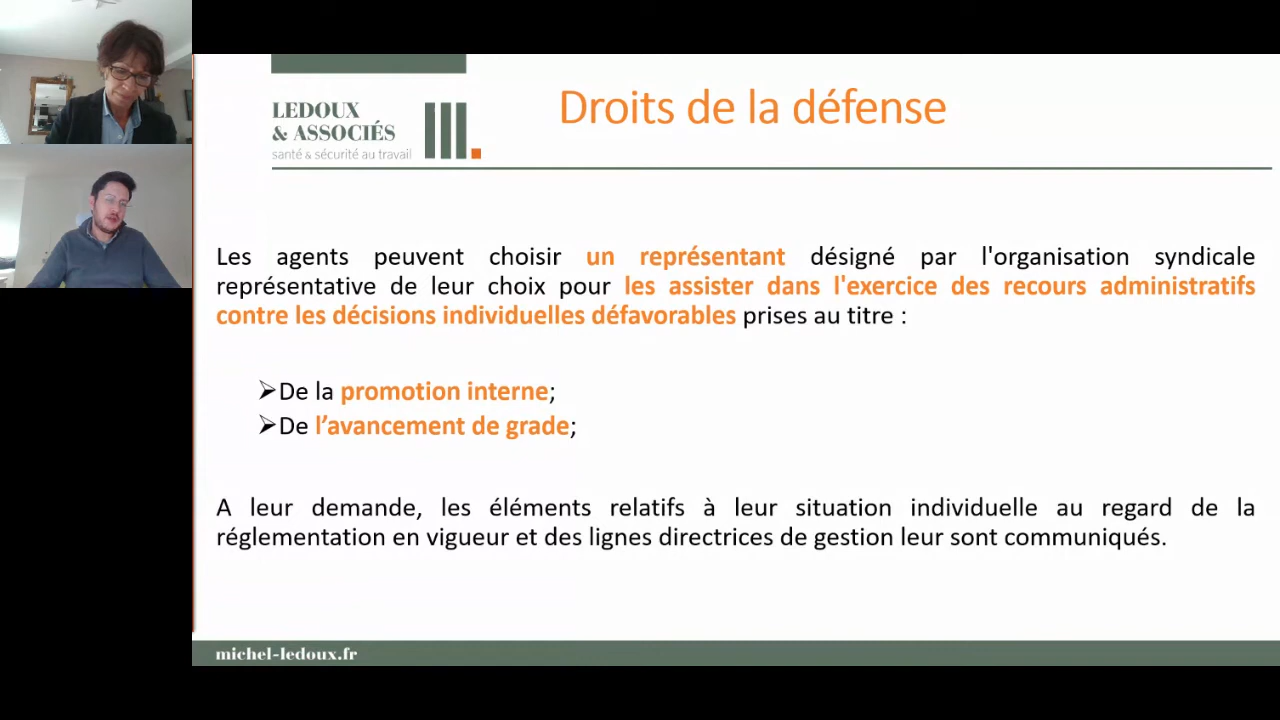 LEDOUX
& ASSOCIÉS
santé & sécurité au travail
Droits de la défense
Les agents peuvent choisir un représentant désigné par l'organisation syndicale
représentative de leur choix pour les assister dans l'exercice des recours administratifs
contre les décisions individuelles défavorables prises au titre :
➢De la promotion interne;
➢De l’avancement de grade;
A leur demande, les éléments relatifs à leur situation individuelle au regard de la
réglementation en vigueur et des lignes directrices de gestion leur sont communiqués.
michel-ledoux.fr